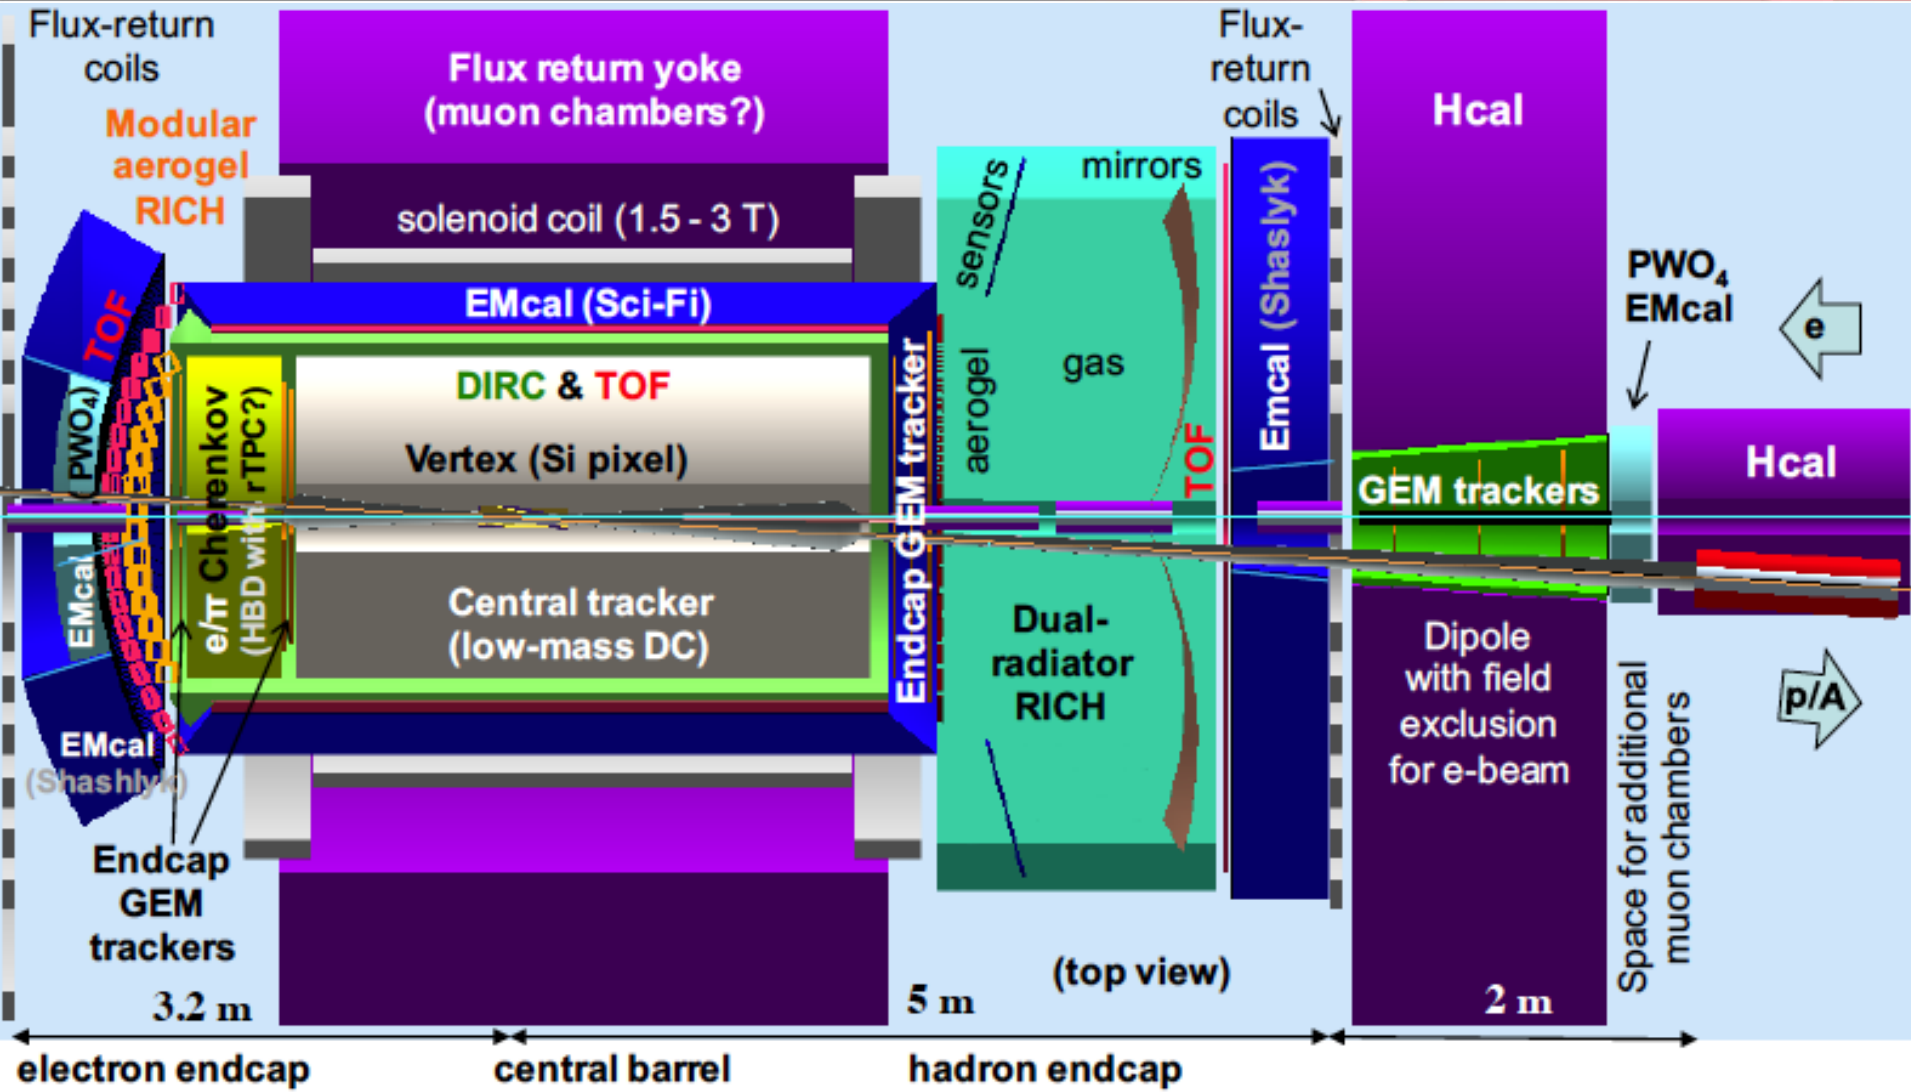 Flux-return
coils
Modular
aerogel
RICH
Flux return yoke
(muon chambers?)
solenoid coil (1.5 - 3 T)
EMcal (Sci-Fi)
DIRC & TOF
Vertex (Si pixel)
Central tracker
(low-mass DC)
TOF
(PWO₄)
EMcal
EMcal
(Shashlyk)
e/π Cherenkov
(HBD with rTPC?)
Endcap
GEM
trackers
Endcap GEM tracker
sensors
mirrors
aerogel
gas
Dual-
radiator
RICH
TOF
Flux-
return
coils
Emcal (Shaslyk)
Hcal
GEM trackers
Dipole
with field
exclusion
for e-beam
PWO₄
EMcal
e
Hcal
p/A
Space for additional
muon chambers
(top view)
3.2 m
5 m
2 m
electron endcap
central barrel
hadron endcap